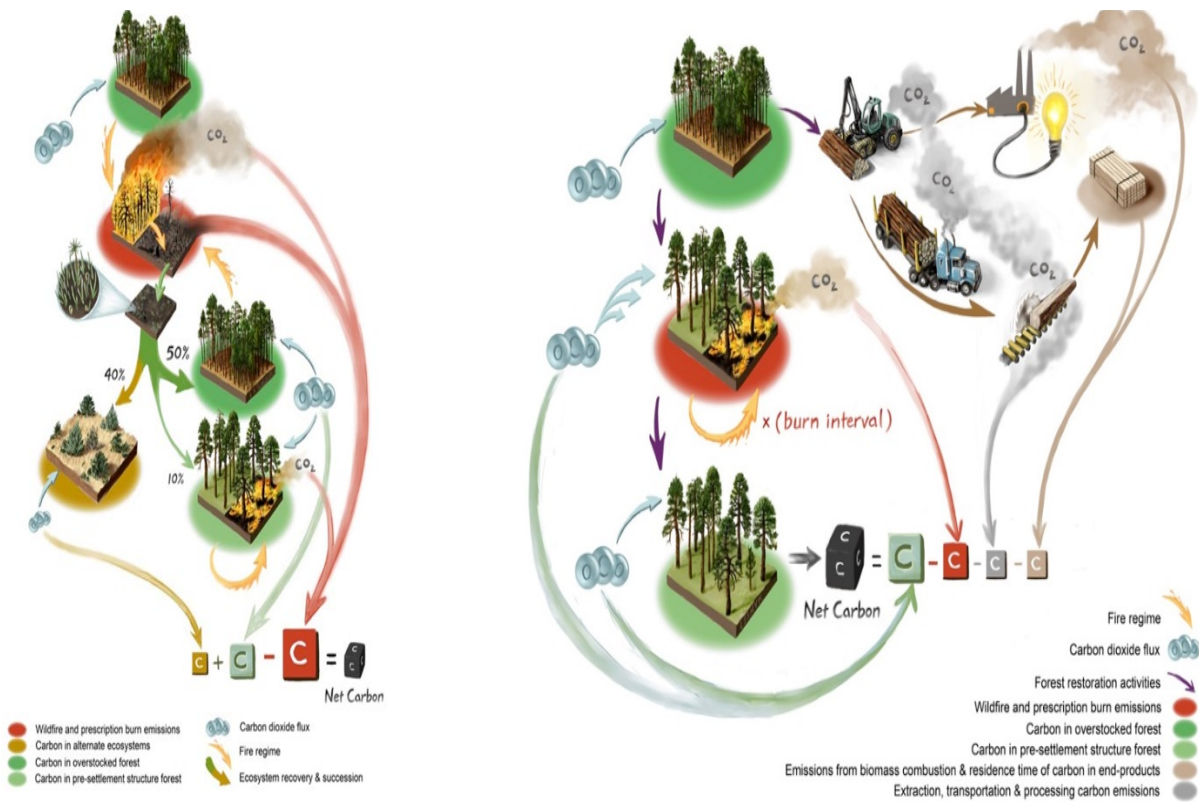 CO₂
50%
40%
10%
CO₂
C + C - C = C C C
Net Carbon
Wildfire and prescription burn emissions
Carbon in alternate ecosystems
Carbon in overstocked forest
Carbon in pre-settlement structure forest
Carbon dioxide flux
Fire regime
Ecosystem recovery & succession
CO₂
CO₂
CO₂
CO₂
CO₂
x (burn interval)
C C C = C - C - C - C
Net Carbon
Fire regime
Carbon dioxide flux
Forest restoration activities
Wildfire and prescription burn emissions
Carbon in overstocked forest
Carbon in pre-settlement structure forest
Emissions from biomass combustion & residence time of carbon in end-products
Extraction, transportation & processing carbon emissions